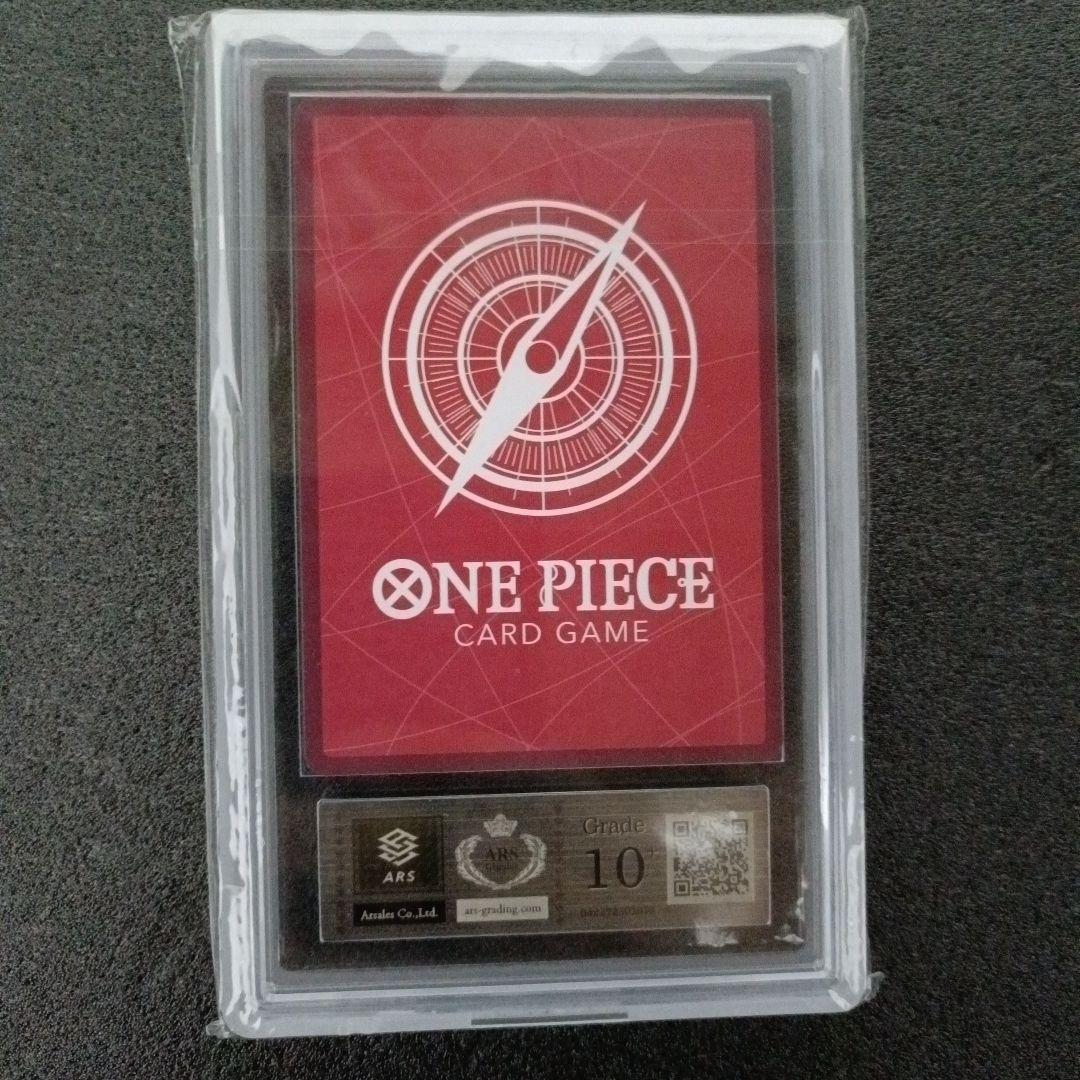 ONE PIECE
CARD GAME
ARS
Arsales Co.,Ltd.
ARS
ars-grading.com
Grade
10+